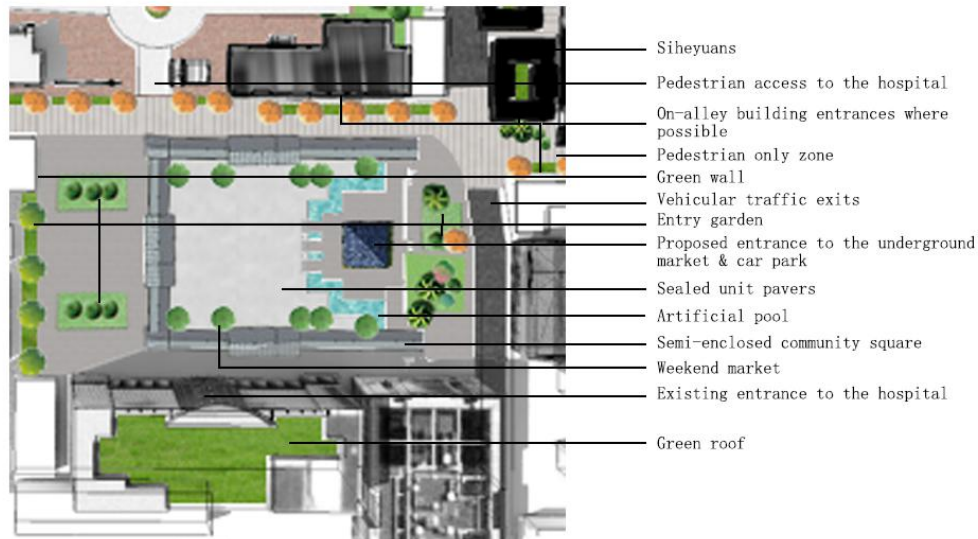 Siheyuans
Pedestrian access to the hospital
On-alley building entrances where
possible
Pedestrian only zone
Green wall
Vehicular traffic exits
Entry garden
Proposed entrance to the underground
market & car park
Sealed unit pavers
Artificial pool
Semi-enclosed community square
Weekend market
Existing entrance to the hospital
Green roof